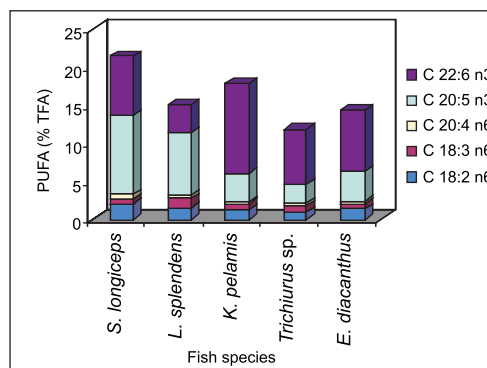 25
20
15
10
5
0
PUFA (% TFA)
C 22:6 n3
C 20:5 n3
C 20:4 n6
C 18:3 n6
C 18:2 n6
S. longiceps
L. splendens
K. pelamis
Trichiurus sp.
E. diacanthus
Fish species